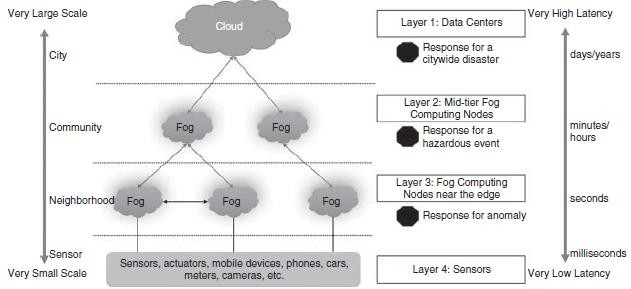 Very Large Scale
Cloud
Layer 1: Data Centers
Very High Latency
City
Response for a
citywide disaster
days/years
Community
Fog
Fog
Layer 2: Mid-tier Fog
Computing Nodes
Response for a
hazardous event
minutes/
hours
Neighborhood
Fog
Fog
Fog
Layer 3: Fog Computing
Nodes near the edge
Response for anomaly
seconds
Sensor
Sensors, actuators, mobile devices, phones, cars,
meters, cameras, etc.
Layer 4: Sensors
milliseconds
Very Small Scale
Very Low Latency